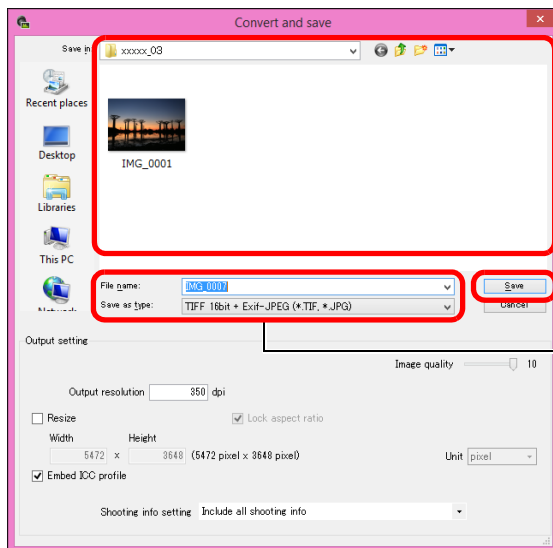 Convert and save
Save in:
xxxxx_03
Recent places
Desktop
Libraries
This PC
Network
IMG_0001
File name: IMG_0007 Save
Save as type: TIFF 16bit + Exif-JPEG (*.TIF, *.JPG) Cancel
Output setting
Image quality 10
Output resolution 350 dpi
Resize Lock aspect ratio
Width Height
5472 x 3648 (5472 pixel x 3648 pixel) Unit pixel
Embed ICC profile
Shooting info setting Include all shooting info